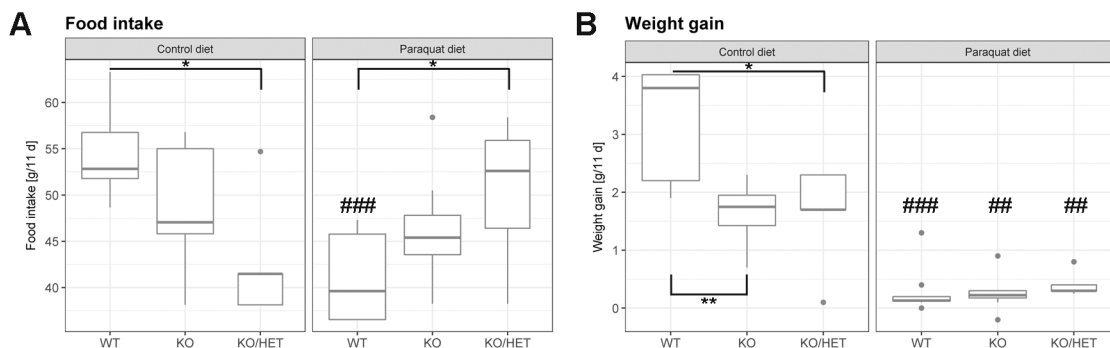 A Food intake
Control diet
Paraquat diet
Food intake [g/11 d]
60
55
50
45
40
*
*
###
WT
KO
KO/HET
WT
KO
KO/HET
B Weight gain
Control diet
Paraquat diet
Weight gain [g/11 d]
4
3
2
1
0
*
**
###
##
##
WT
KO
KO/HET
WT
KO
KO/HET